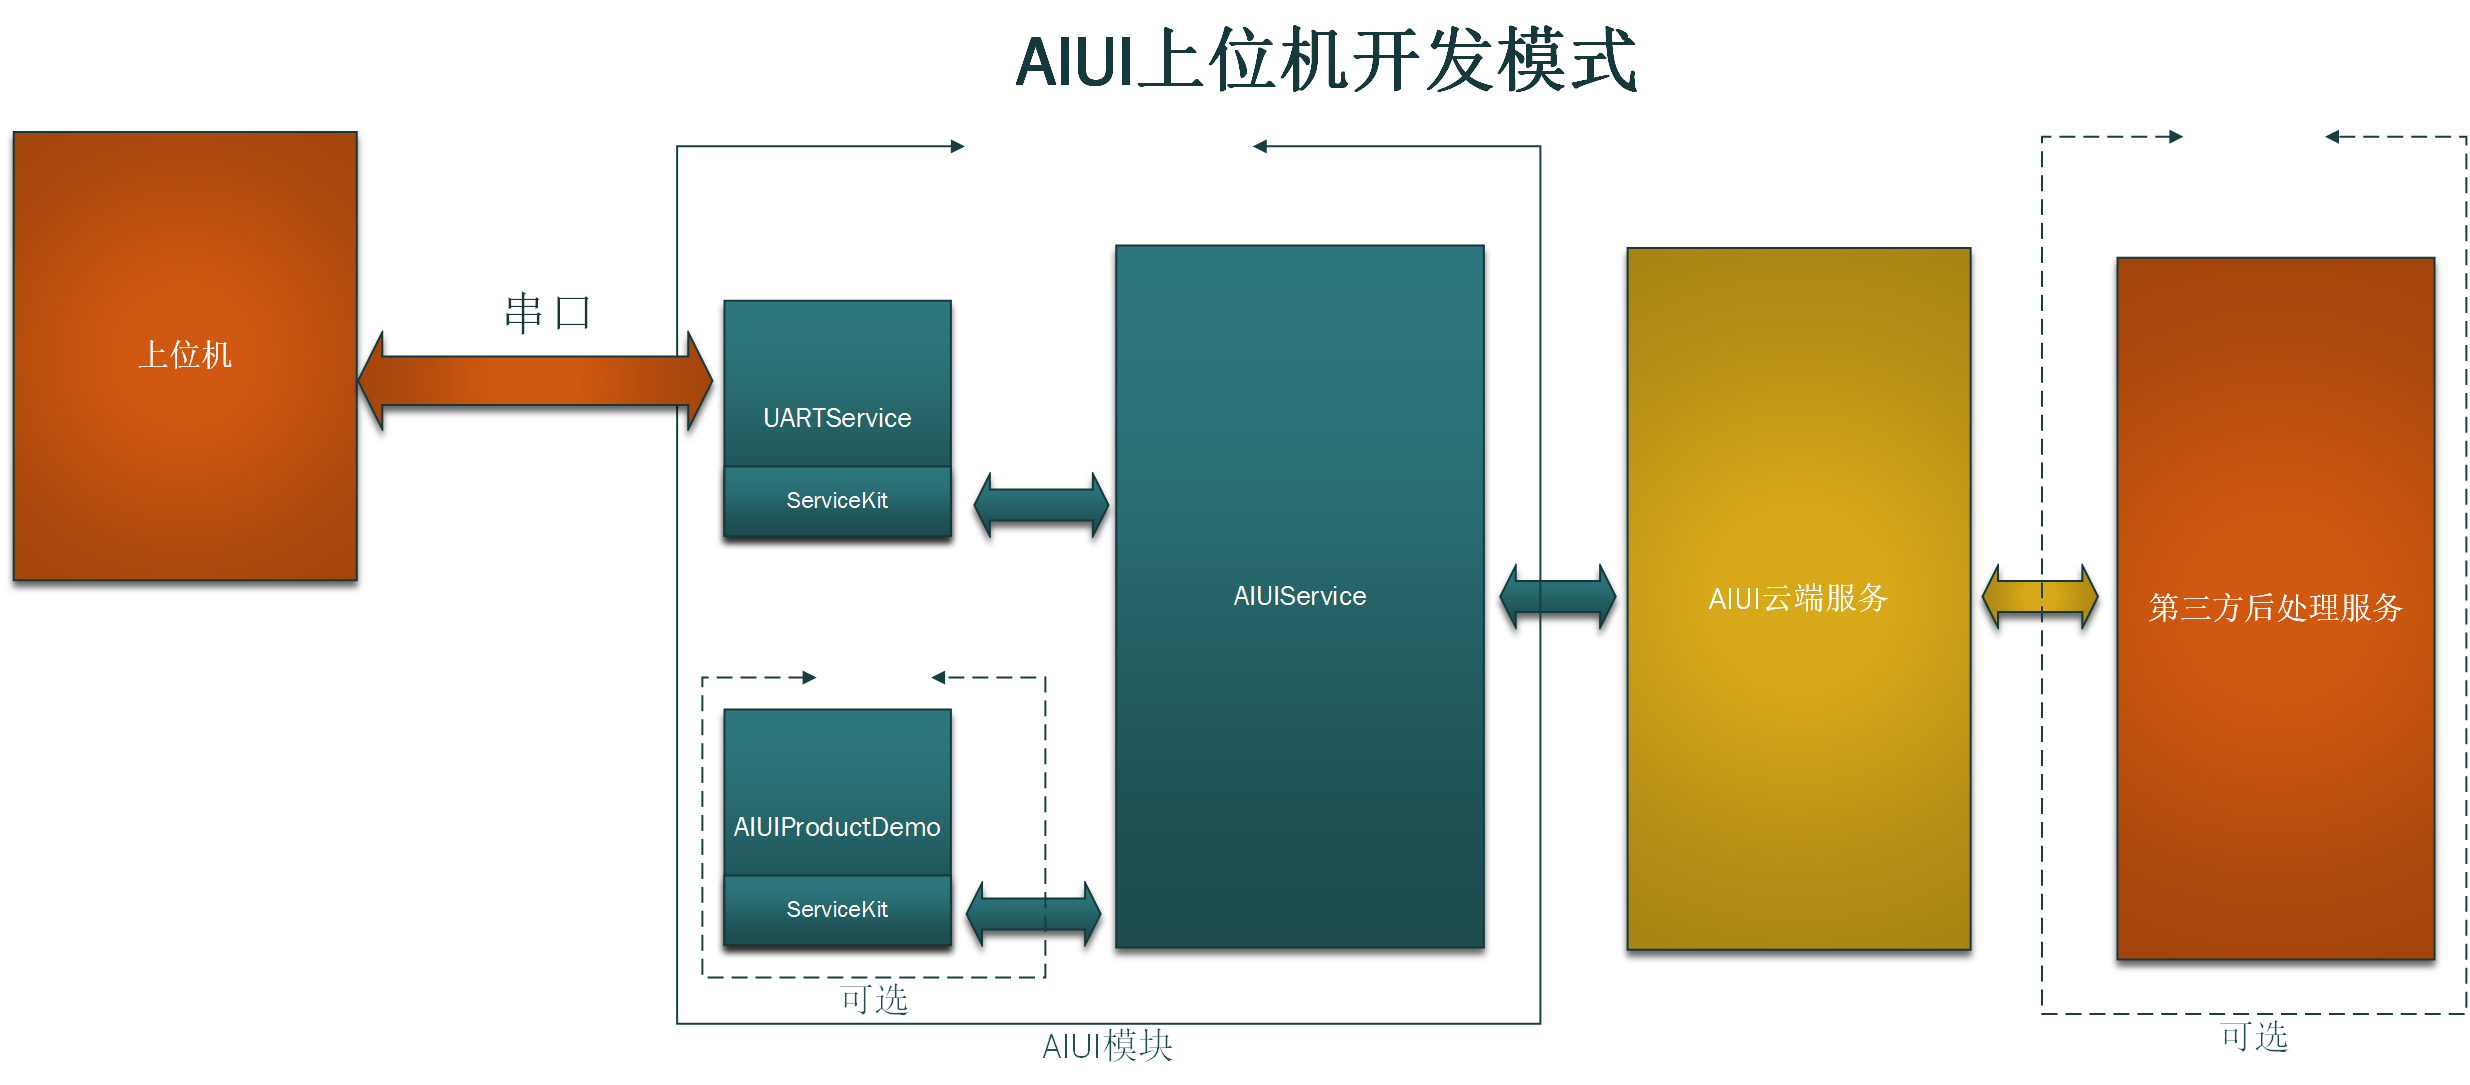 AIUI上位机开发模式
上位机
串口
UARTService
ServiceKit
AIUIProductDemo
ServiceKit
可选
AIUIService
AIUI模块
AIUI云端服务
第三方后处理服务
可选